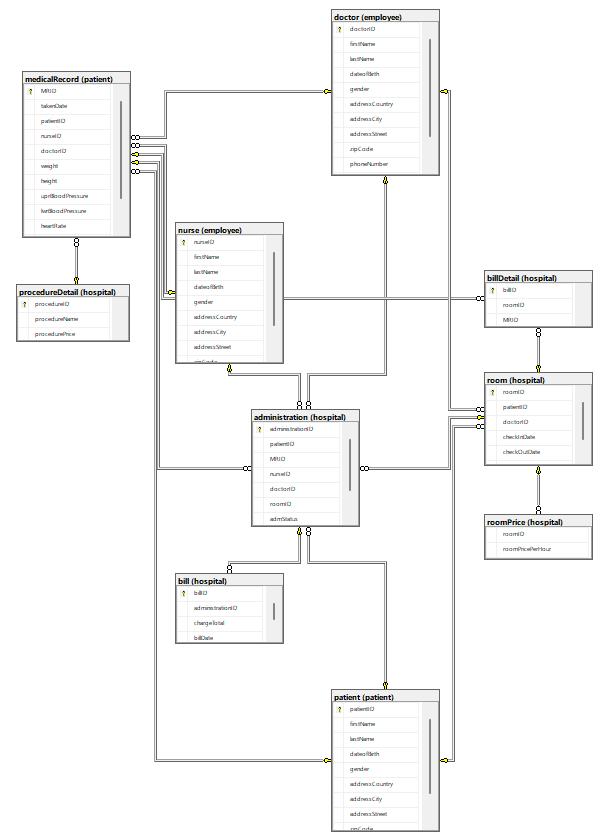 doctor (employee)
doctorID
firstName
lastName
dateofBirth
gender
addressCountry
addressCity
addressStreet
zipCode
phoneNumber
medicalRecord (patient)
MRID
takenDate
patientID
nurseID
doctorID
weight
height
uprBloodPressure
lwrBloodPressure
heartRate
nurse (employee)
nurseID
firstName
lastName
dateofBirth
gender
addressCountry
addressCity
addressStreet
zipCode
procedureDetail (hospital)
procedureID
procedureName
procedurePrice
billDetail (hospital)
billID
roomID
MRID
room (hospital)
roomID
patientID
doctorID
checkInDate
checkOutDate
administration (hospital)
administrationID
patientID
MRID
nurseID
doctorID
roomID
admStatus
roomPrice (hospital)
roomID
roomPricePerHour
bill (hospital)
billID
administrationID
chargeTotal
billDate
patient (patient)
patientID
firstName
lastName
dateofBirth
gender
addressCountry
addressCity
addressStreet
zipCode